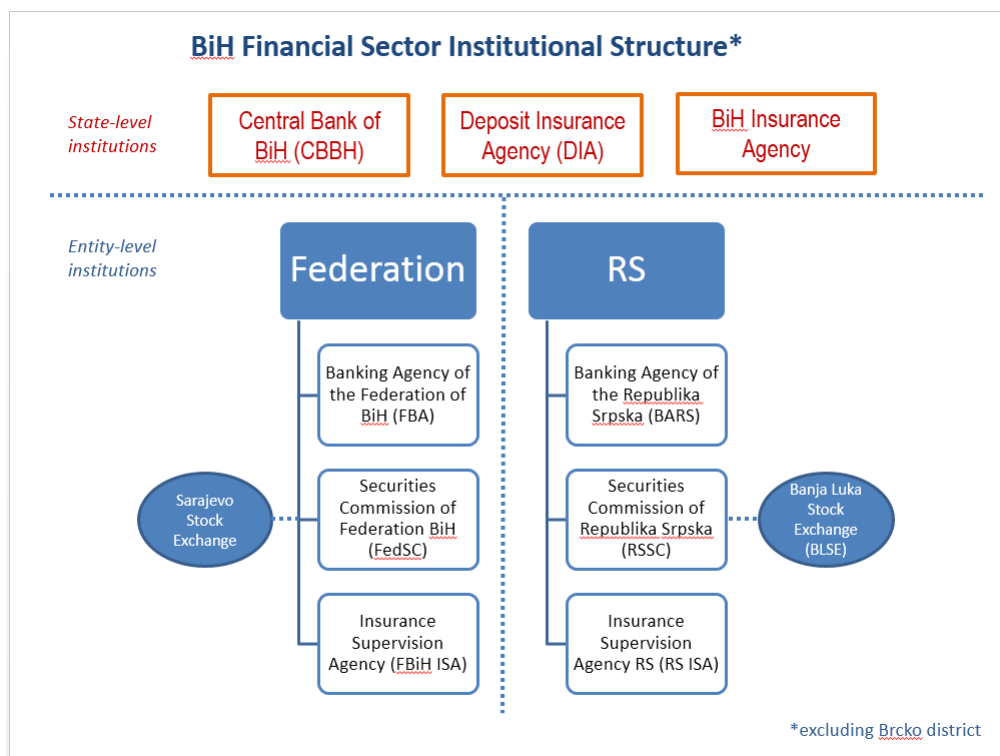 BiH Financial Sector Institutional Structure*
State-level
institutions
Central Bank of
BiH (CBBH)
Deposit Insurance
Agency (DIA)
BiH Insurance
Agency
Entity-level
institutions
Federation
RS
Banking Agency of
the Federation of
BiH (FBA)
Banking Agency of
the Republika
Srpska (BARS)
Sarajevo
Stock
Exchange
Securities
Commission of
Federation BiH
(FedSC)
Securities
Commission of
Republika Srpska
(RSSC)
Banja Luka
Stock
Exchange
(BLSE)
Insurance
Supervision
Agency (FBiH ISA)
Insurance
Supervision
Agency RS (RS ISA)
*excluding Brcko district